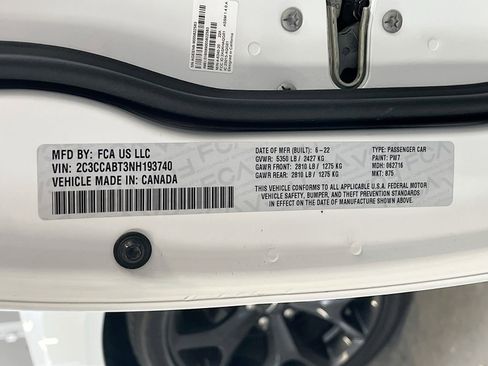 MFD BY: FCA US LLC
VIN: 2C3CCABT3NH193740
VEHICLE MADE IN: CANADA
DATE OF MFR (BUILT): 6-22
GVWR: 5350 LB / 2427 KG
GAWR FRONT: 2810 LB / 1275 KG
GAWR REAR: 2810 LB / 1275 KG
TYPE: PASSENGER CAR
PAINT: PW7
MDH: 062716
MKT: 875
THIS VEHICLE CONFORMS TO ALL APPLICABLE U.S.A. FEDERAL MOTOR
VEHICLE SAFETY, BUMPER, AND THEFT PREVENTION STANDARDS
IN EFFECT ON THE DATE OF MANUFACTURE SHOWN ABOVE